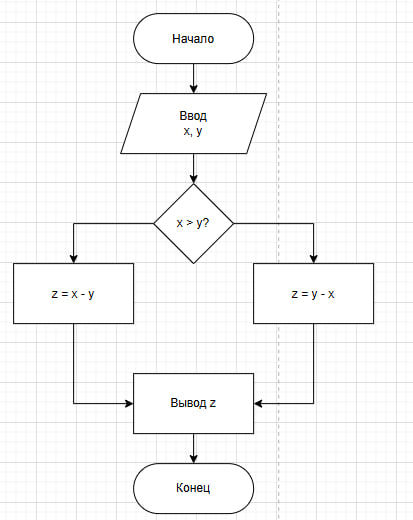 Начало
Ввод
x, y
x > y?
z = x - y
z = y - x
Вывод z
Конец